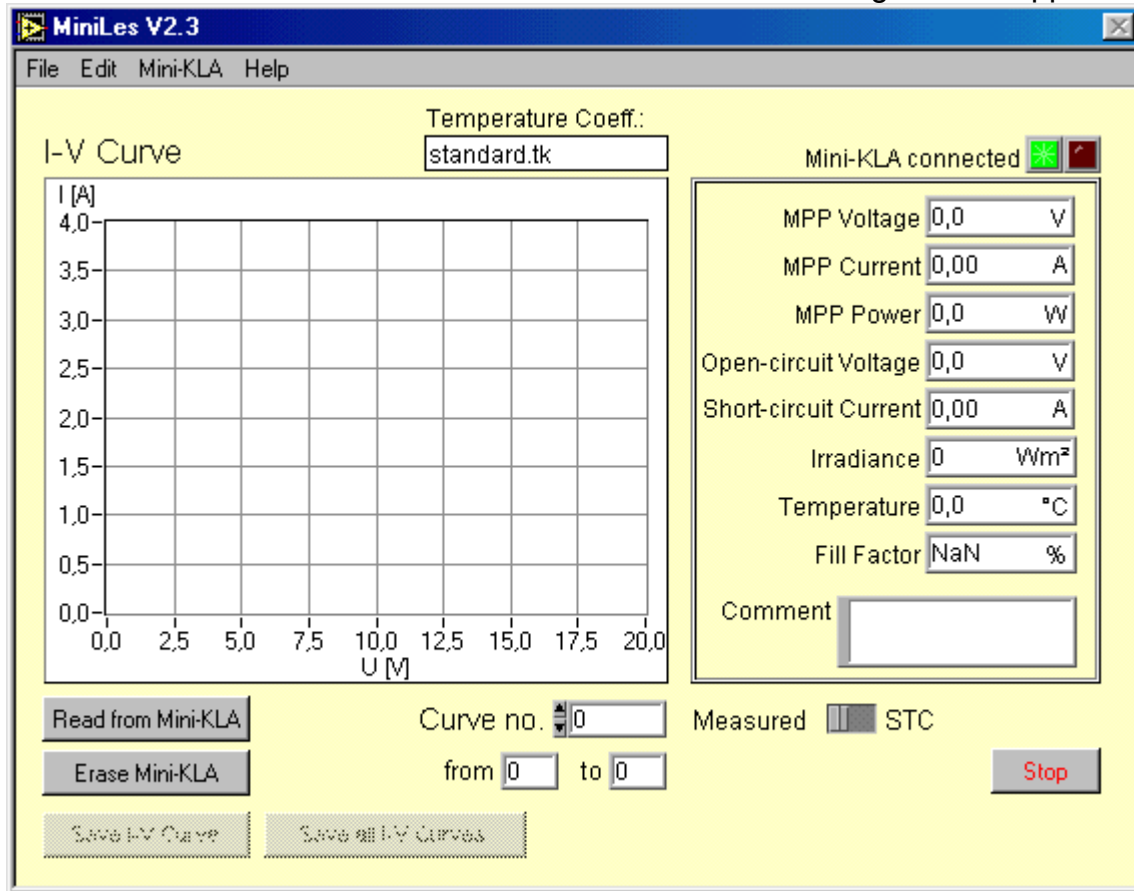 MiniLes V2.3
File Edit Mini-KLA Help
Temperature Coeff.:
I-V Curve
standard.tk
Mini-KLA connected
I [A]
4,0
3,5
3,0
2,5
2,0
1,5
1,0
0,5
0,0
0,0 2,5 5,0 7,5 10,0 12,5 15,0 17,5 20,0
U [V]
MPP Voltage 0,0 V
MPP Current 0,00 A
MPP Power 0,0 W
Open-circuit Voltage 0,0 V
Short-circuit Current 0,00 A
Irradiance 0 Wm²
Temperature 0,0 °C
Fill Factor NaN %
Comment
Read from Mini-KLA
Curve no. 0
Measured STC
Erase Mini-KLA
from 0 to 0
Stop
Save I-V Curve
Save all I-V Curves